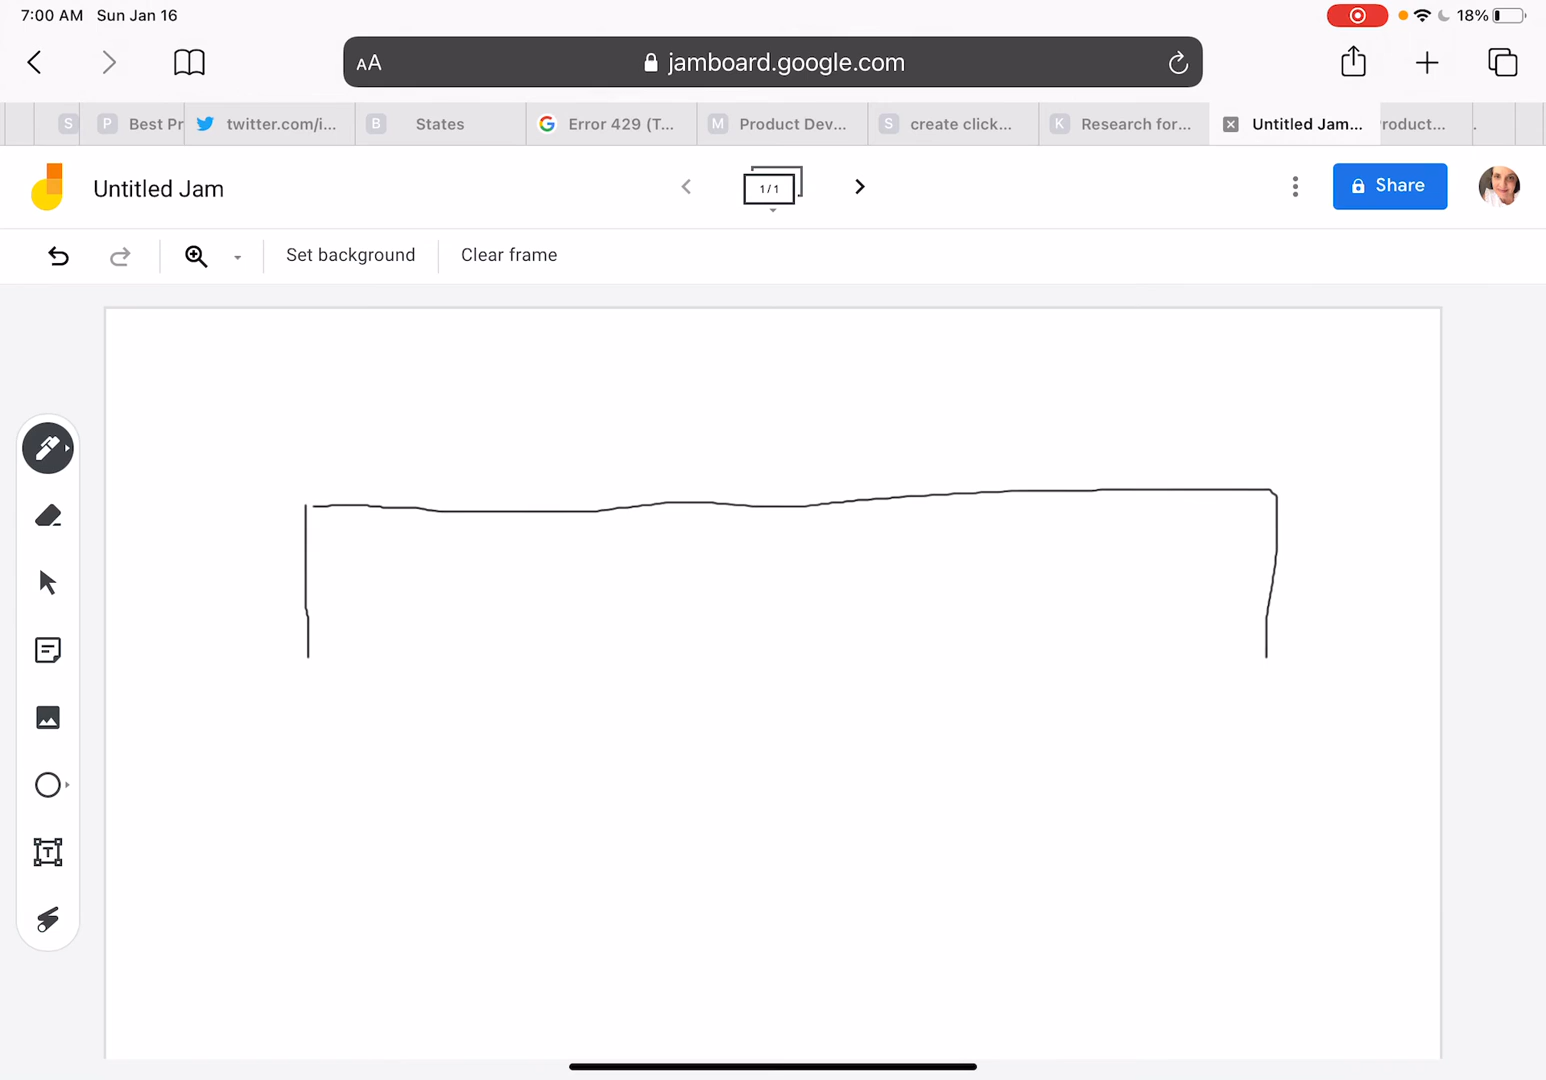 7:00 AM Sun Jan 16 18%
AA jamboard.google.com
S P Best Pr twitter.com/i... B States G Error 429 (T... M Product Dev... S create click... K Research for... Untitled Jam... roduct... .
Untitled Jam 1/1 Share
Set background Clear frame
T